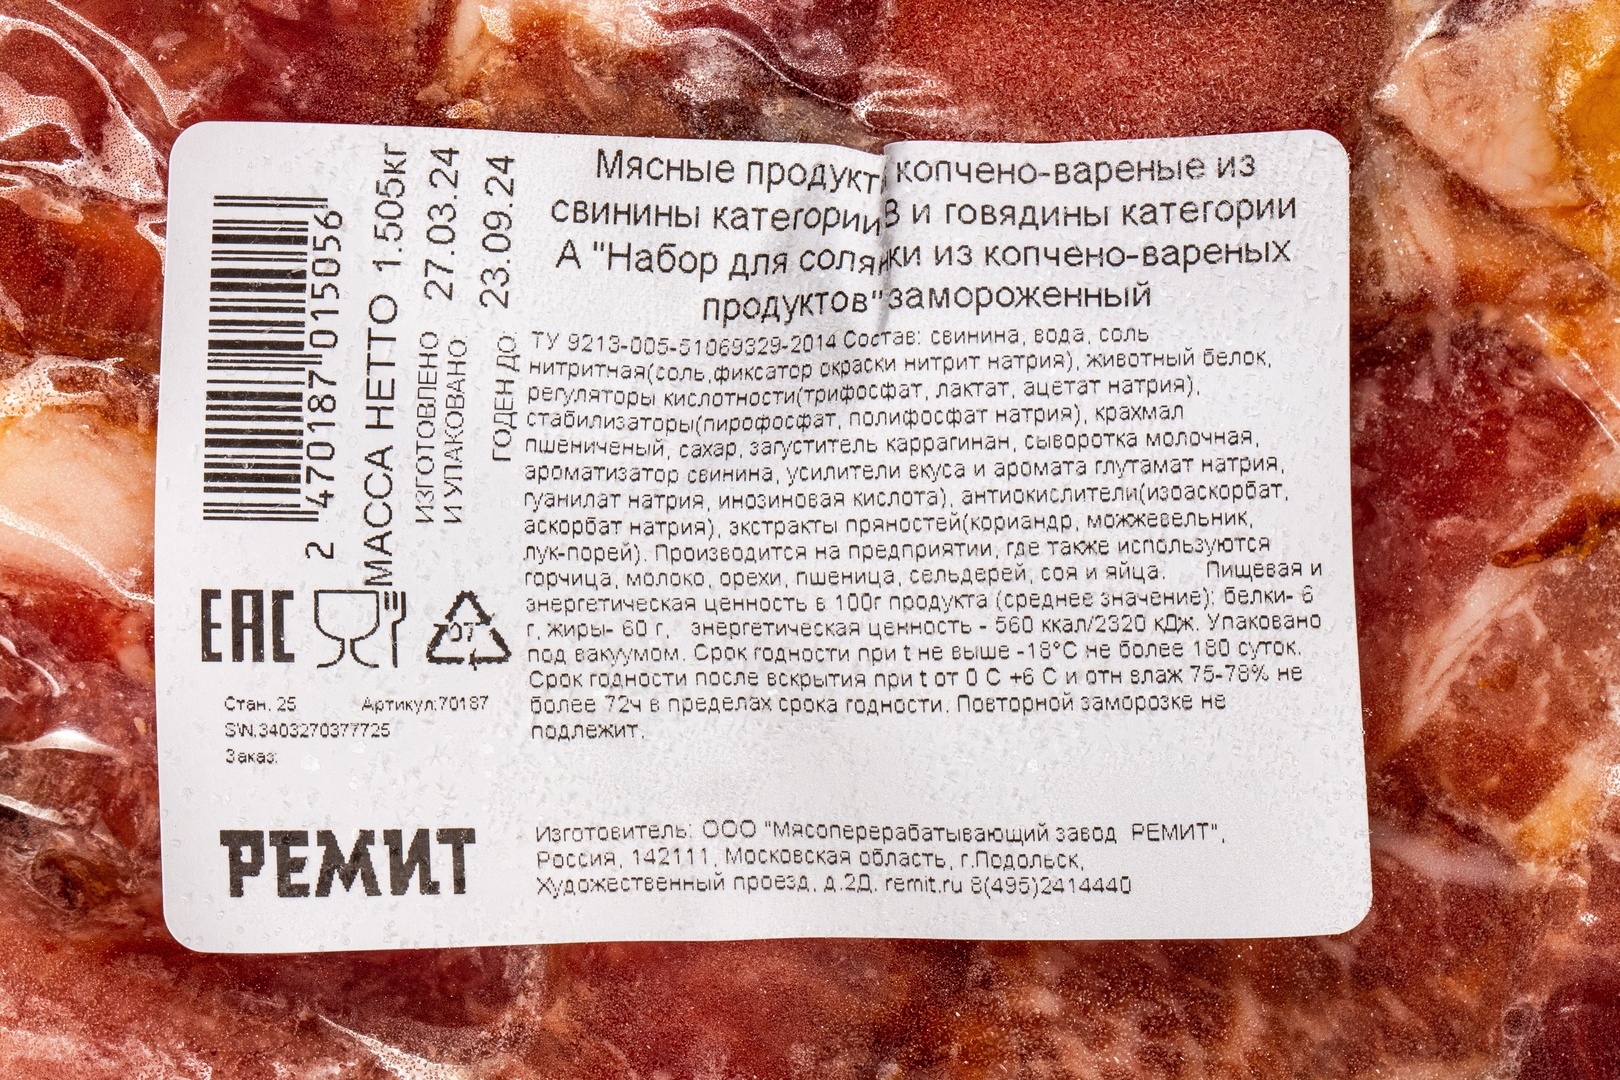 Мясные продукты копчено-вареные из
свинины категории В и говядины категории
А "Набор для солянки из копчено-вареных
продуктов" замороженный
ТУ 9213-005-51069329-2014 Состав: свинина, вода, соль
нитритная(соль,фиксатор окраски нитрит натрия), животный белок,
регуляторы кислотности(трифосфат, лактат, ацетат натрия),
стабилизаторы(пирофосфат, полифосфат натрия), крахмал
пшениченый, сахар, загуститель каррагинан, сыворотка молочная,
ароматизатор свинина, усилители вкуса и аромата глутамат натрия,
гуанилат натрия, инозиновая кислота), антиокислители(изоаскорбат,
аскорбат натрия), экстракты пряностей(кориандр, можжевельник,
лук-порей). Производится на предприятии, где также используются
горчица, молоко, орехи, пшеница, сельдерей, соя и яйца. Пищевая и
энергетическая ценность в 100г продукта (среднее значение): белки- 6
г, жиры- 60 г, энергетическая ценность - 560 ккал/2320 кДж. Упаковано
под вакуумом. Срок годности при t не выше -18°С не более 180 суток.
Срок годности после вскрытия при t от 0 С +6 С и отн влаж 75-78% не
более 72ч в пределах срока годности. Повторной заморозке не
подлежит.
2 470187 015056
МАССА НЕТТО 1.505кг
ИЗГОТОВЛЕНО
И УПАКОВАНО: 27.03.24
ГОДЕН ДО: 23.09.24
EAC
07
Стан. 25 Артикул:70187
SW.3403270377725
Заказ:
РЕМИТ
Изготовитель: ООО "Мясоперерабатывающий завод РЕМИТ",
Россия, 142111, Московская область, г.Подольск,
Художественный проезд, д.2Д. remit.ru 8(495)2414440